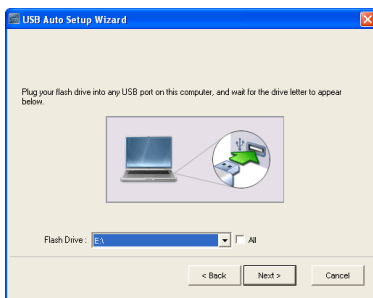 USB Auto Setup Wizard
Plug your flash drive into any USB port on this computer, and wait for the drive letter to appear
below.
Flash Drive : E:\ All
< Back Next > Cancel